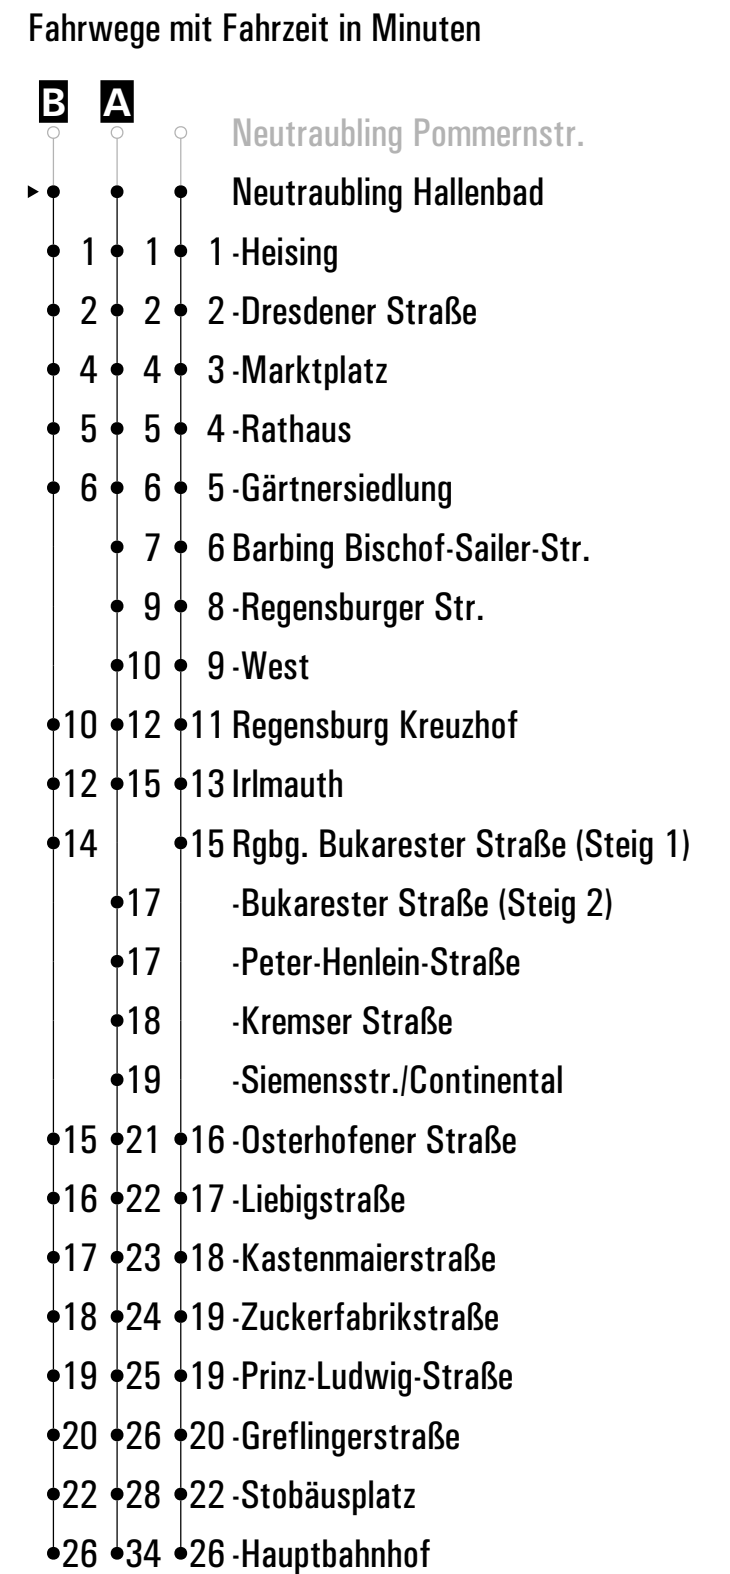 Fahrwege mit Fahrzeit in Minuten
B A
Neutraubling Pommernstr.
Neutraubling Hallenbad
1 1 1 -Heising
2 2 2 -Dresdener Straße
4 4 3 -Marktplatz
5 5 4 -Rathaus
6 6 5 -Gärtnersiedlung
7 6 Barbing Bischof-Sailer-Str.
9 8 -Regensburger Str.
10 9 -West
10 12 11 Regensburg Kreuzhof
12 15 13 Irlmauth
14 15 Rgbg. Bukarester Straße (Steig 1)
17 -Bukarester Straße (Steig 2)
17 -Peter-Henlein-Straße
18 -Kremser Straße
19 -Siemensstr./Continental
15 21 16 -Osterhofener Straße
16 22 17 -Liebigstraße
17 23 18 -Kastenmaierstraße
18 24 19 -Zuckerfabrikstraße
19 25 19 -Prinz-Ludwig-Straße
20 26 20 -Greflingerstraße
22 28 22 -Stobäusplatz
26 34 26 -Hauptbahnhof